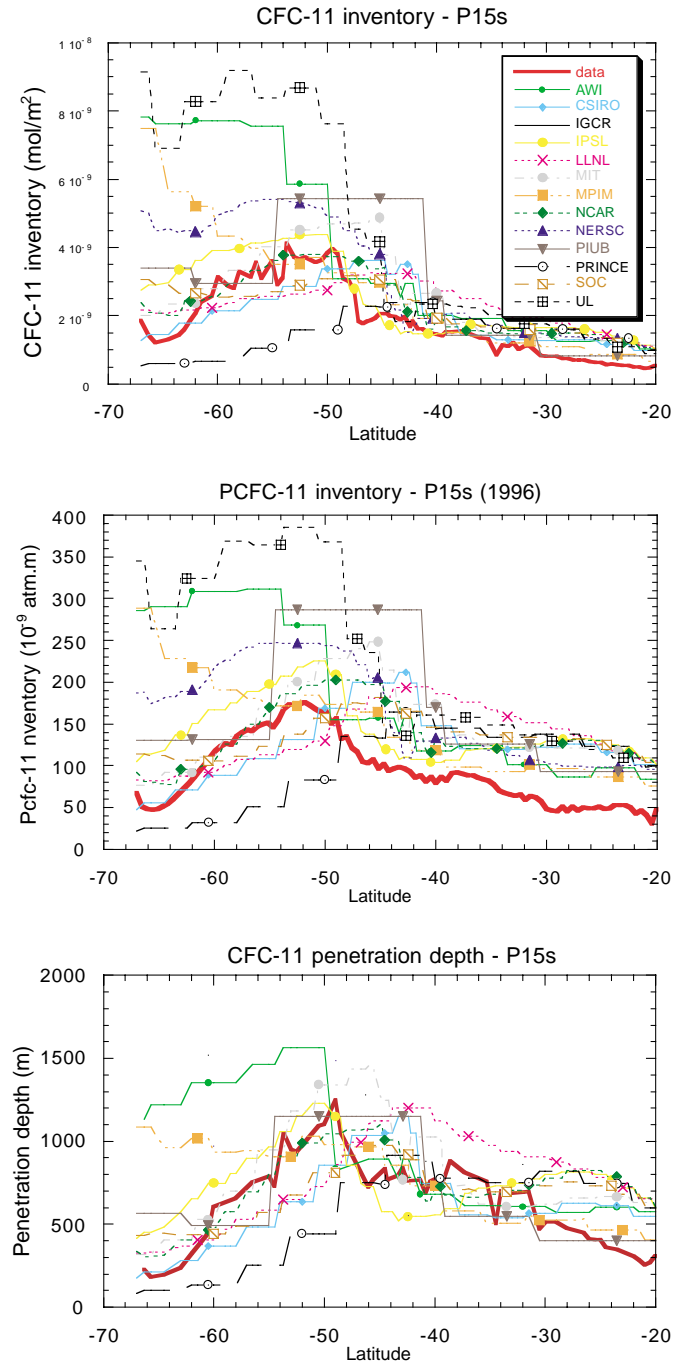 CFC-11 inventory - P15s
CFC-11 inventory (mol/m²)
1 10⁻⁸
8 10⁻⁹
6 10⁻⁹
4 10⁻⁹
2 10⁻⁹
0
data
AWI
CSIRO
IGCR
IPSL
LLNL
MIT
MPIM
NCAR
NERSC
PIUB
PRINCE
SOC
UL
-70 -60 -50 -40 -30 -20
Latitude
PCFC-11 inventory - P15s (1996)
Pcfc-11 nventory (10⁻⁹ atm.m)
400
350
300
250
200
150
100
50
0
-70 -60 -50 -40 -30 -20
Latitude
CFC-11 penetration depth - P15s
Penetration depth (m)
2000
1500
1000
500
0
-70 -60 -50 -40 -30 -20
Latitude